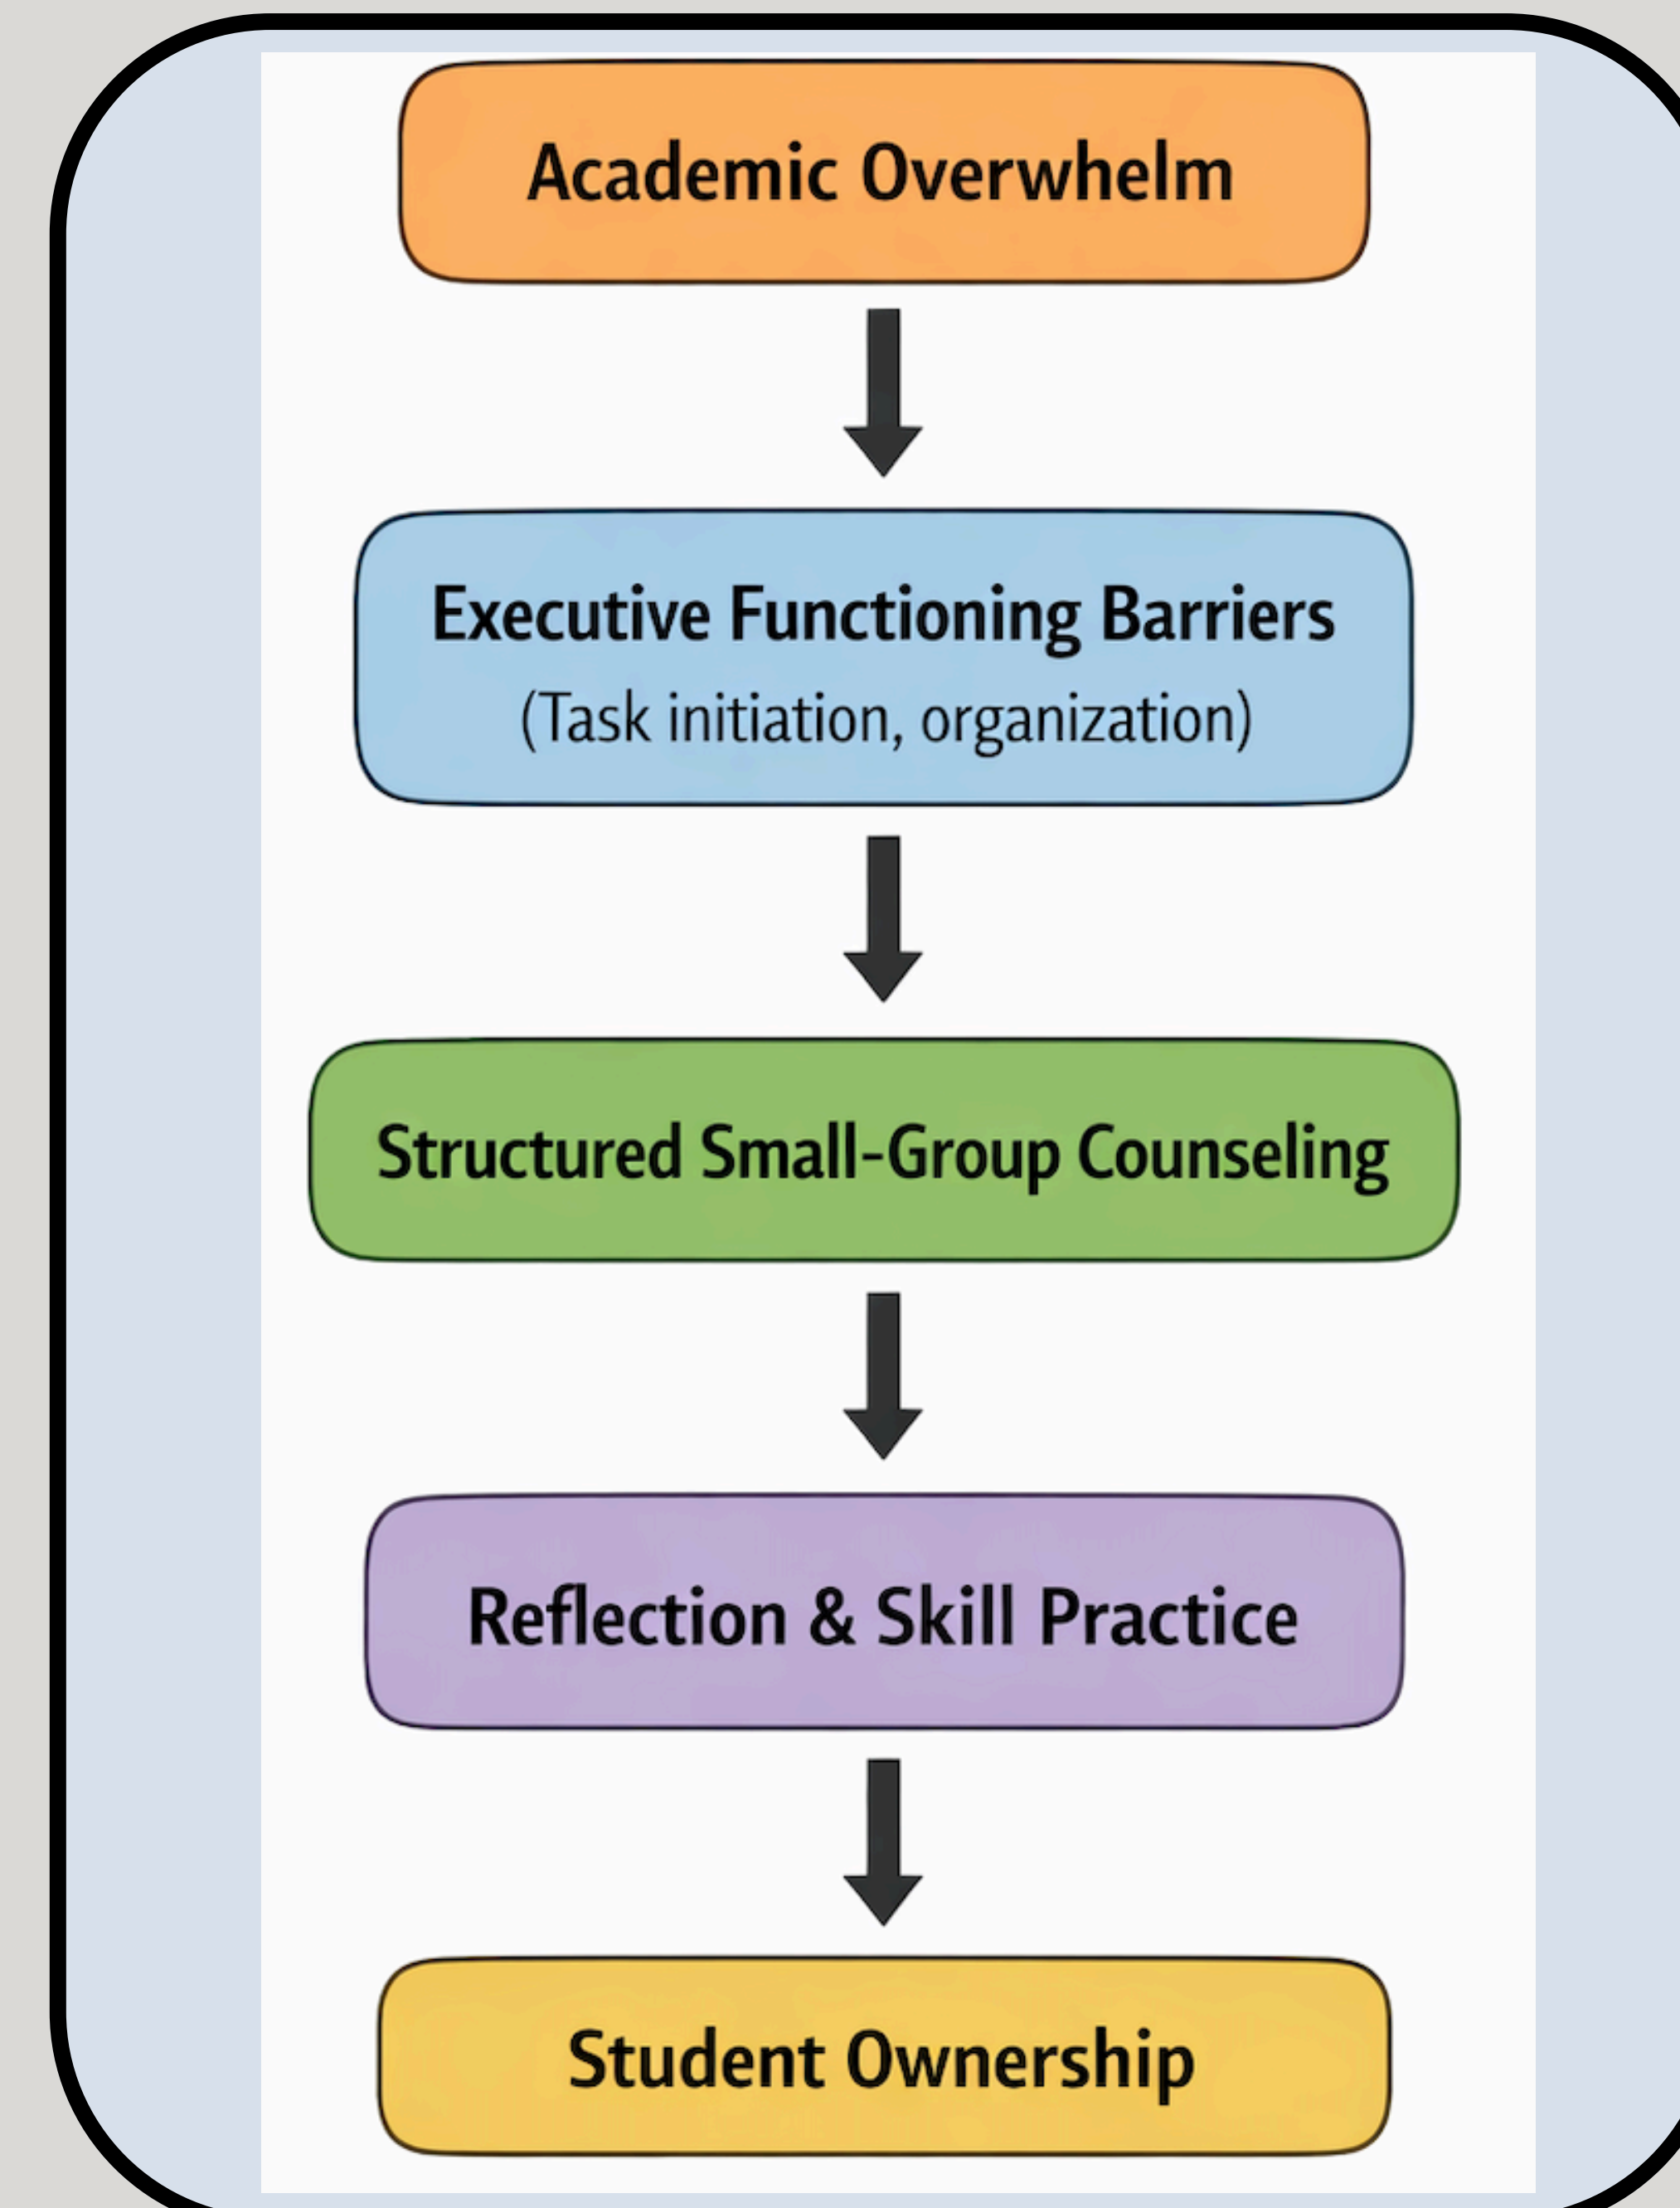 Academic Overwhelm
Executive Functioning Barriers
(Task initiation, organization)
Structured Small-Group Counseling
Reflection & Skill Practice
Student Ownership